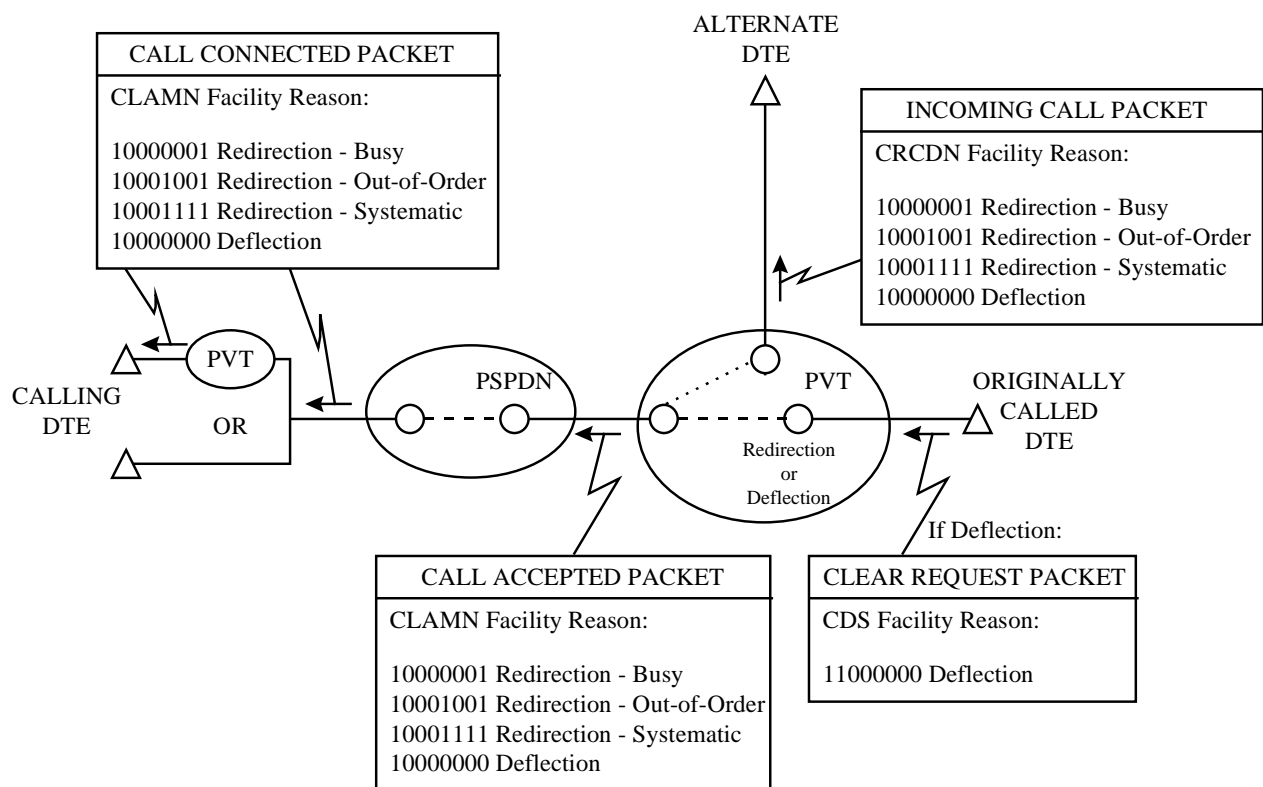 CALL CONNECTED PACKET
CLAMN Facility Reason:
10000001 Redirection - Busy
10001001 Redirection - Out-of-Order
10001111 Redirection - Systematic
10000000 Deflection
ALTERNATE
DTE
INCOMING CALL PACKET
CRCDN Facility Reason:
10000001 Redirection - Busy
10001001 Redirection - Out-of-Order
10001111 Redirection - Systematic
10000000 Deflection
CALLING
DTE
PVT
OR
PSPDN
PVT
Redirection
or
Deflection
ORIGINALLY
CALLED
DTE
If Deflection:
CALL ACCEPTED PACKET
CLAMN Facility Reason:
10000001 Redirection - Busy
10001001 Redirection - Out-of-Order
10001111 Redirection - Systematic
10000000 Deflection
CLEAR REQUEST PACKET
CDS Facility Reason:
11000000 Deflection